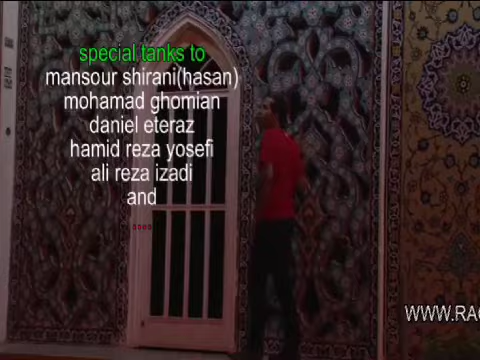 special tanks to
mansour shirani(hasan)
mohamad ghomian
daniel eteraz
hamid reza yosefi
ali reza izadi
and